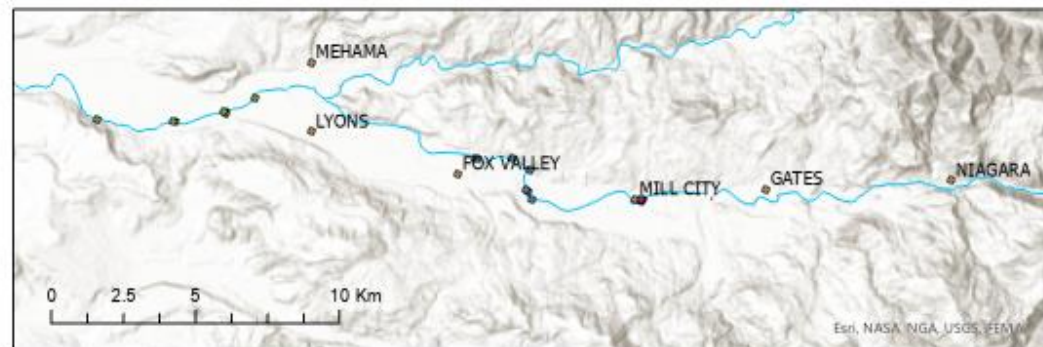 MEHAMA
LYONS
FOX VALLEY
NIAGARA
GATES
MILL CITY
0 2.5 5 10 Km
Esri, NASA, NGA, USGS, FEMA